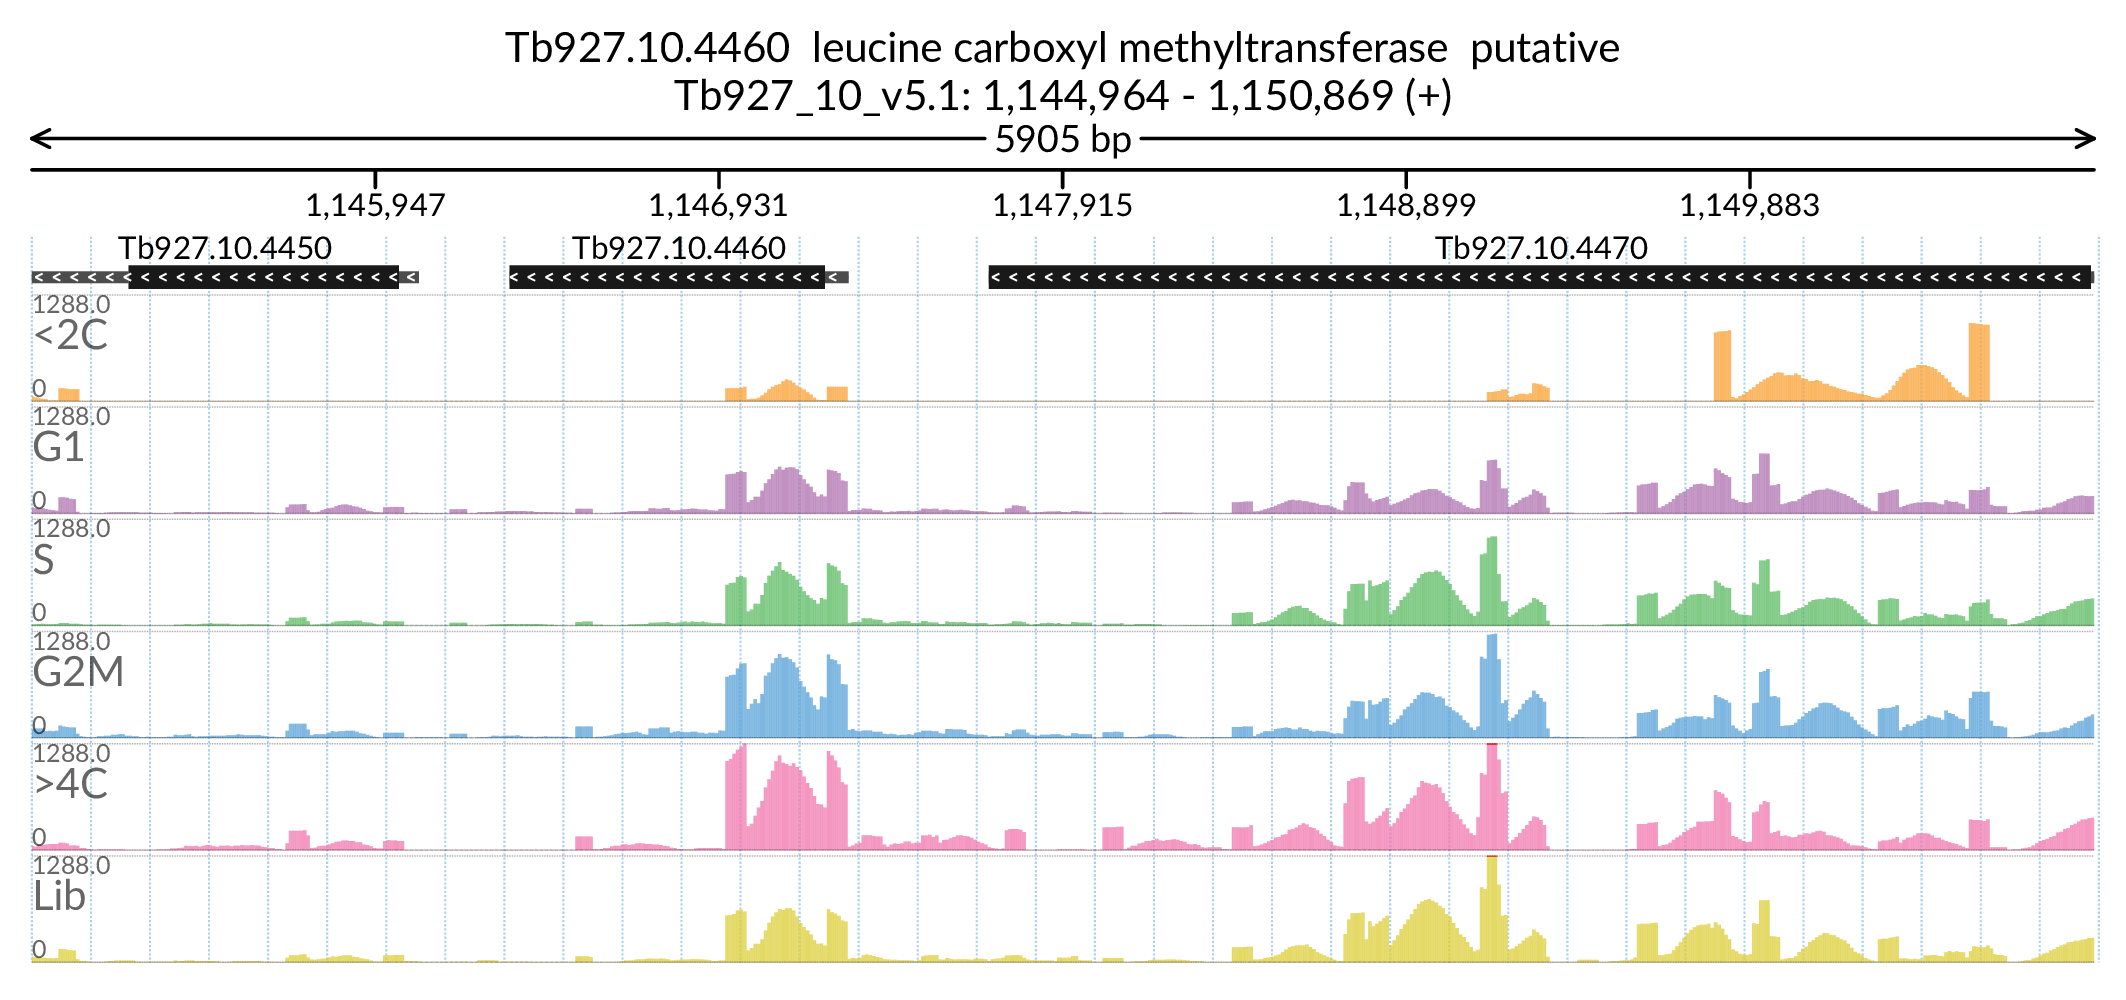 Tb927.10.4460  leucine carboxyl methyltransferase  putative
Tb927_10_v5.1: 1,144,964 - 1,150,869 (+)
5905 bp
1,145,947 1,146,931 1,147,915 1,148,899 1,149,883
Tb927.10.4450 Tb927.10.4460 Tb927.10.4470
1288.0
<2C
0
1288.0
G1
0
1288.0
S
0
1288.0
G2M
0
1288.0
>4C
0
1288.0
Lib
0